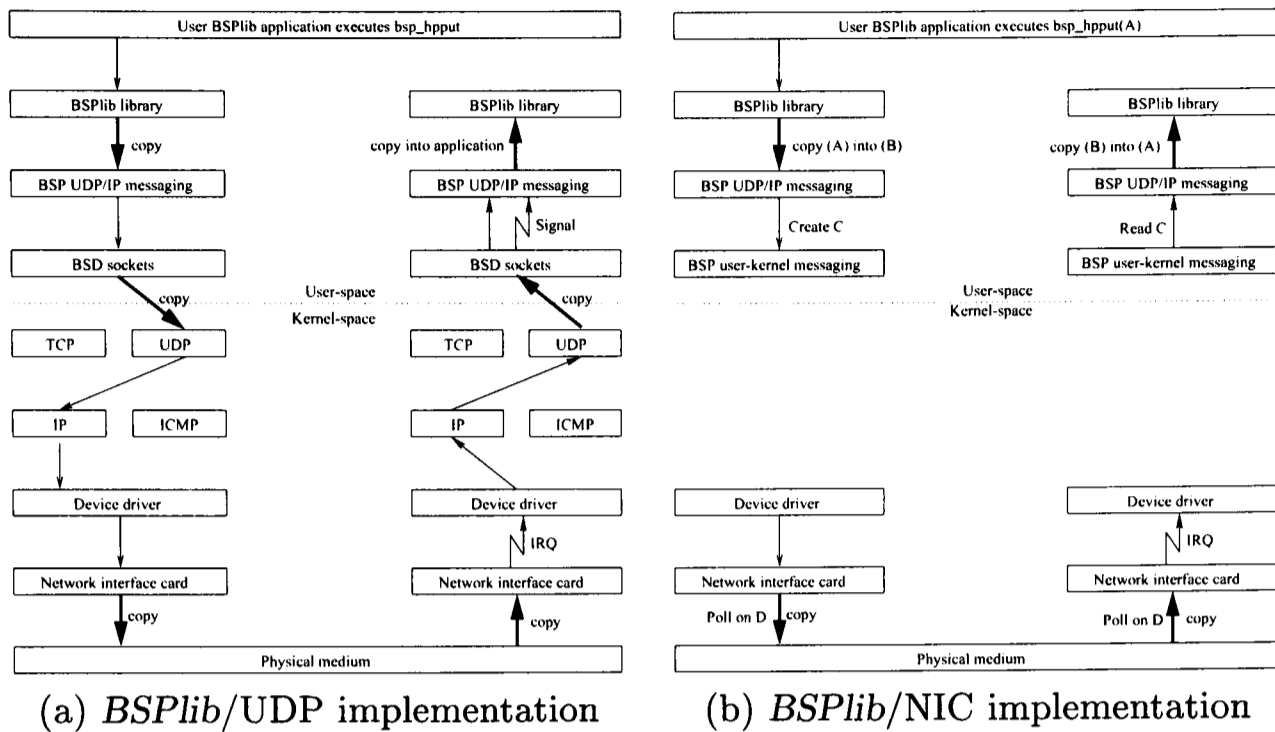 User BSPlib application executes bsp_hpput
BSPlib library
BSPlib library
copy
copy into application
BSP UDP/IP messaging
BSP UDP/IP messaging
Signal
BSD sockets
BSD sockets
copy
copy
User-space
Kernel-space
TCP
UDP
TCP
UDP
IP
ICMP
IP
ICMP
Device driver
Device driver
IRQ
Network interface card
Network interface card
copy
copy
Physical medium
(a) BSPlib/UDP implementation
User BSPlib application executes bsp_hpput(A)
BSPlib library
BSPlib library
copy (A) into (B)
copy (B) into (A)
BSP UDP/IP messaging
BSP UDP/IP messaging
Create C
Read C
BSP user-kernel messaging
BSP user-kernel messaging
User-space
Kernel-space
Device driver
Device driver
IRQ
Network interface card
Network interface card
Poll on D
copy
Poll on D
copy
Physical medium
(b) BSPlib/NIC implementation